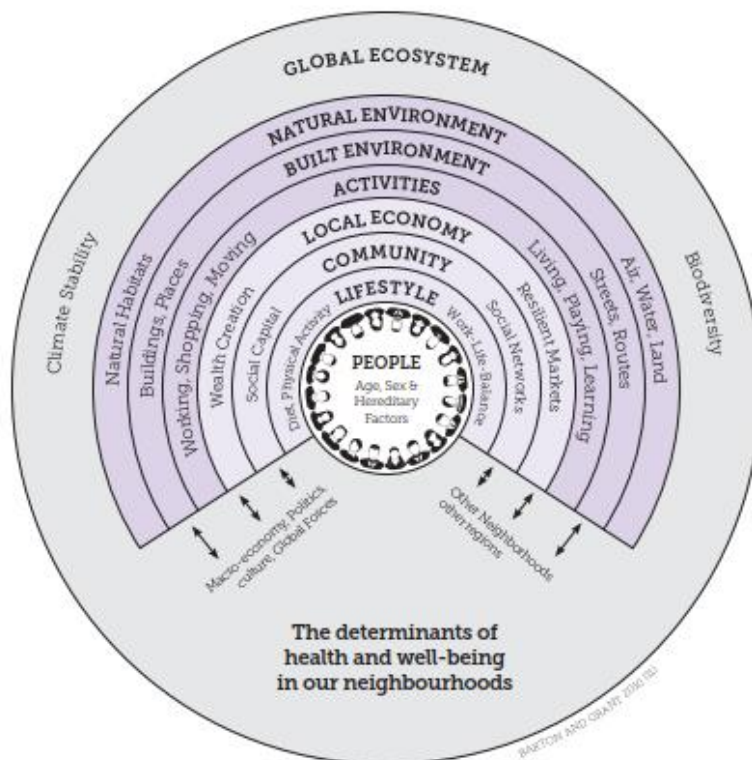 GLOBAL ECOSYSTEM
Climate Stability
Biodiversity
NATURAL ENVIRONMENT
Natural Habitats
Air, Water, Land
BUILT ENVIRONMENT
Buildings, Places
Streets, Routes
ACTIVITIES
Working, Shopping, Moving
Living, Playing, Learning
LOCAL ECONOMY
Wealth Creation
Resilient Markets
COMMUNITY
Social Capital
Social Networks
LIFESTYLE
Diet, Physical Activity
Work-Life-Balance
PEOPLE
Age, Sex &
Hereditary
Factors
Macro-economy, Politics,
culture, Global Forces
Other Neighborhoods
other regions
The determinants of
health and well-being
in our neighbourhoods
BARTON AND GRANT 2010